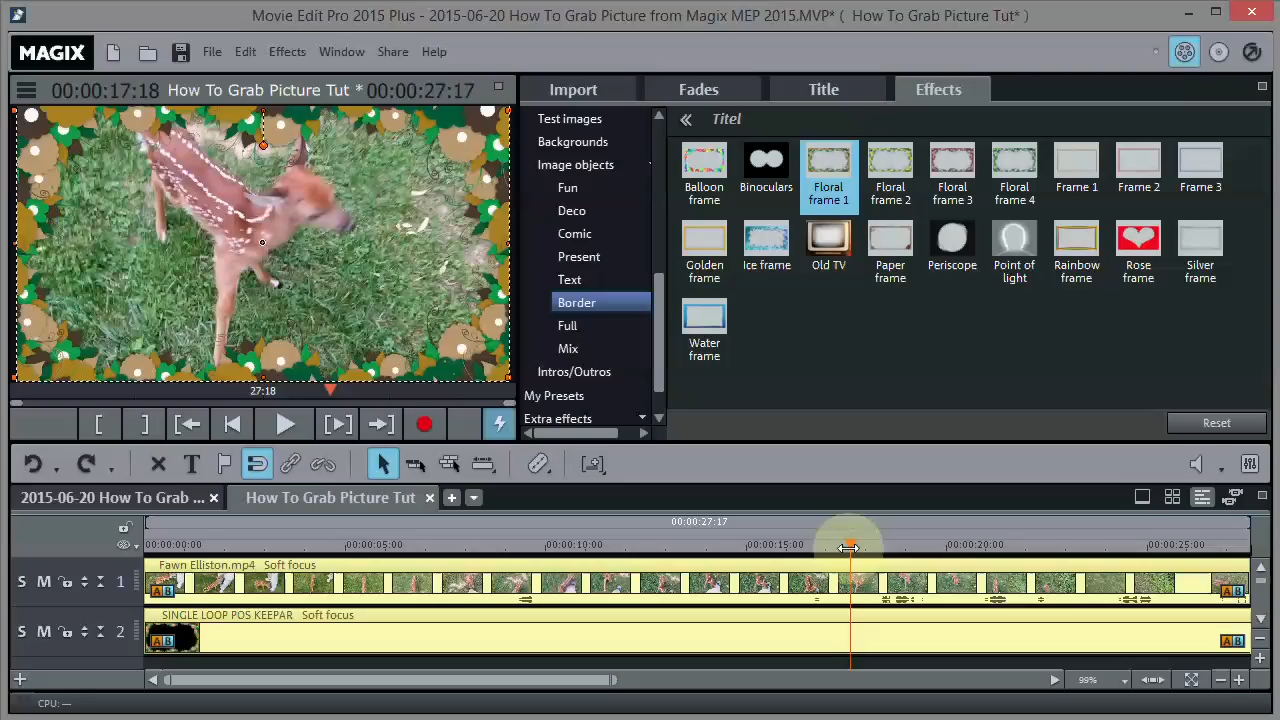 Movie Edit Pro 2015 Plus - 2015-06-20 How To Grab Picture from Magix MEP 2015.MVP* ( How To Grab Picture Tut* )
MAGIX File Edit Effects Window Share Help
00:00:17:18 How To Grab Picture Tut * 00:00:27:17
Import Fades Title Effects
Test images
Backgrounds
Image objects
Fun
Deco
Comic
Present
Text
Border
Full
Mix
Intros/Outros
My Presets
Extra effects
Titel
Balloon frame
Binoculars
Floral frame 1
Floral frame 2
Floral frame 3
Floral frame 4
Frame 1
Frame 2
Frame 3
Golden frame
Ice frame
Old TV
Paper frame
Periscope
Point of light
Rainbow frame
Rose frame
Silver frame
Water frame
27:18
Reset
2015-06-20 How To Grab ... How To Grab Picture Tut
00:00:27:17
00:00:00:00 00:00:05:00 00:00:10:00 00:00:15:00 00:00:20:00 00:00:25:00
Fawn Elliston.mp4 Soft focus
S M 1
AB AB
SINGLE LOOP POS KEEPAR Soft focus
S M 2
AB AB
99%
CPU: —